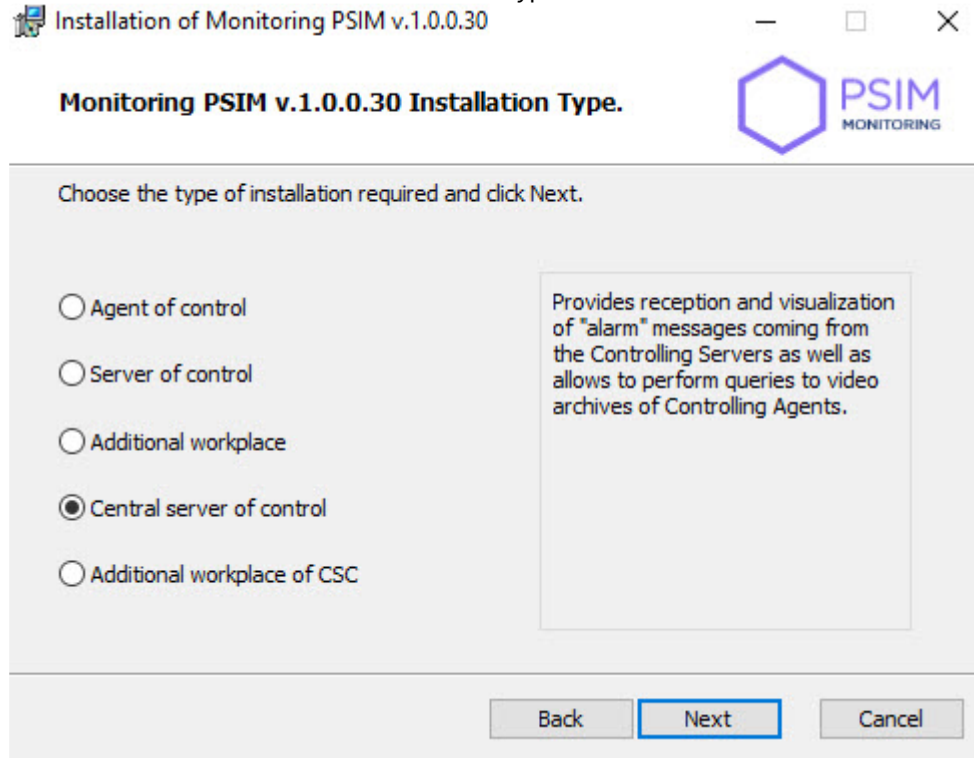 Installation of Monitoring PSIM v.1.0.0.30
Monitoring PSIM v.1.0.0.30 Installation Type.
PSIM
MONITORING
Choose the type of installation required and click Next.
Agent of control
Server of control
Additional workplace
Central server of control
Additional workplace of CSC
Provides reception and visualization
of "alarm" messages coming from
the Controlling Servers as well as
allows to perform queries to video
archives of Controlling Agents.
Back
Next
Cancel